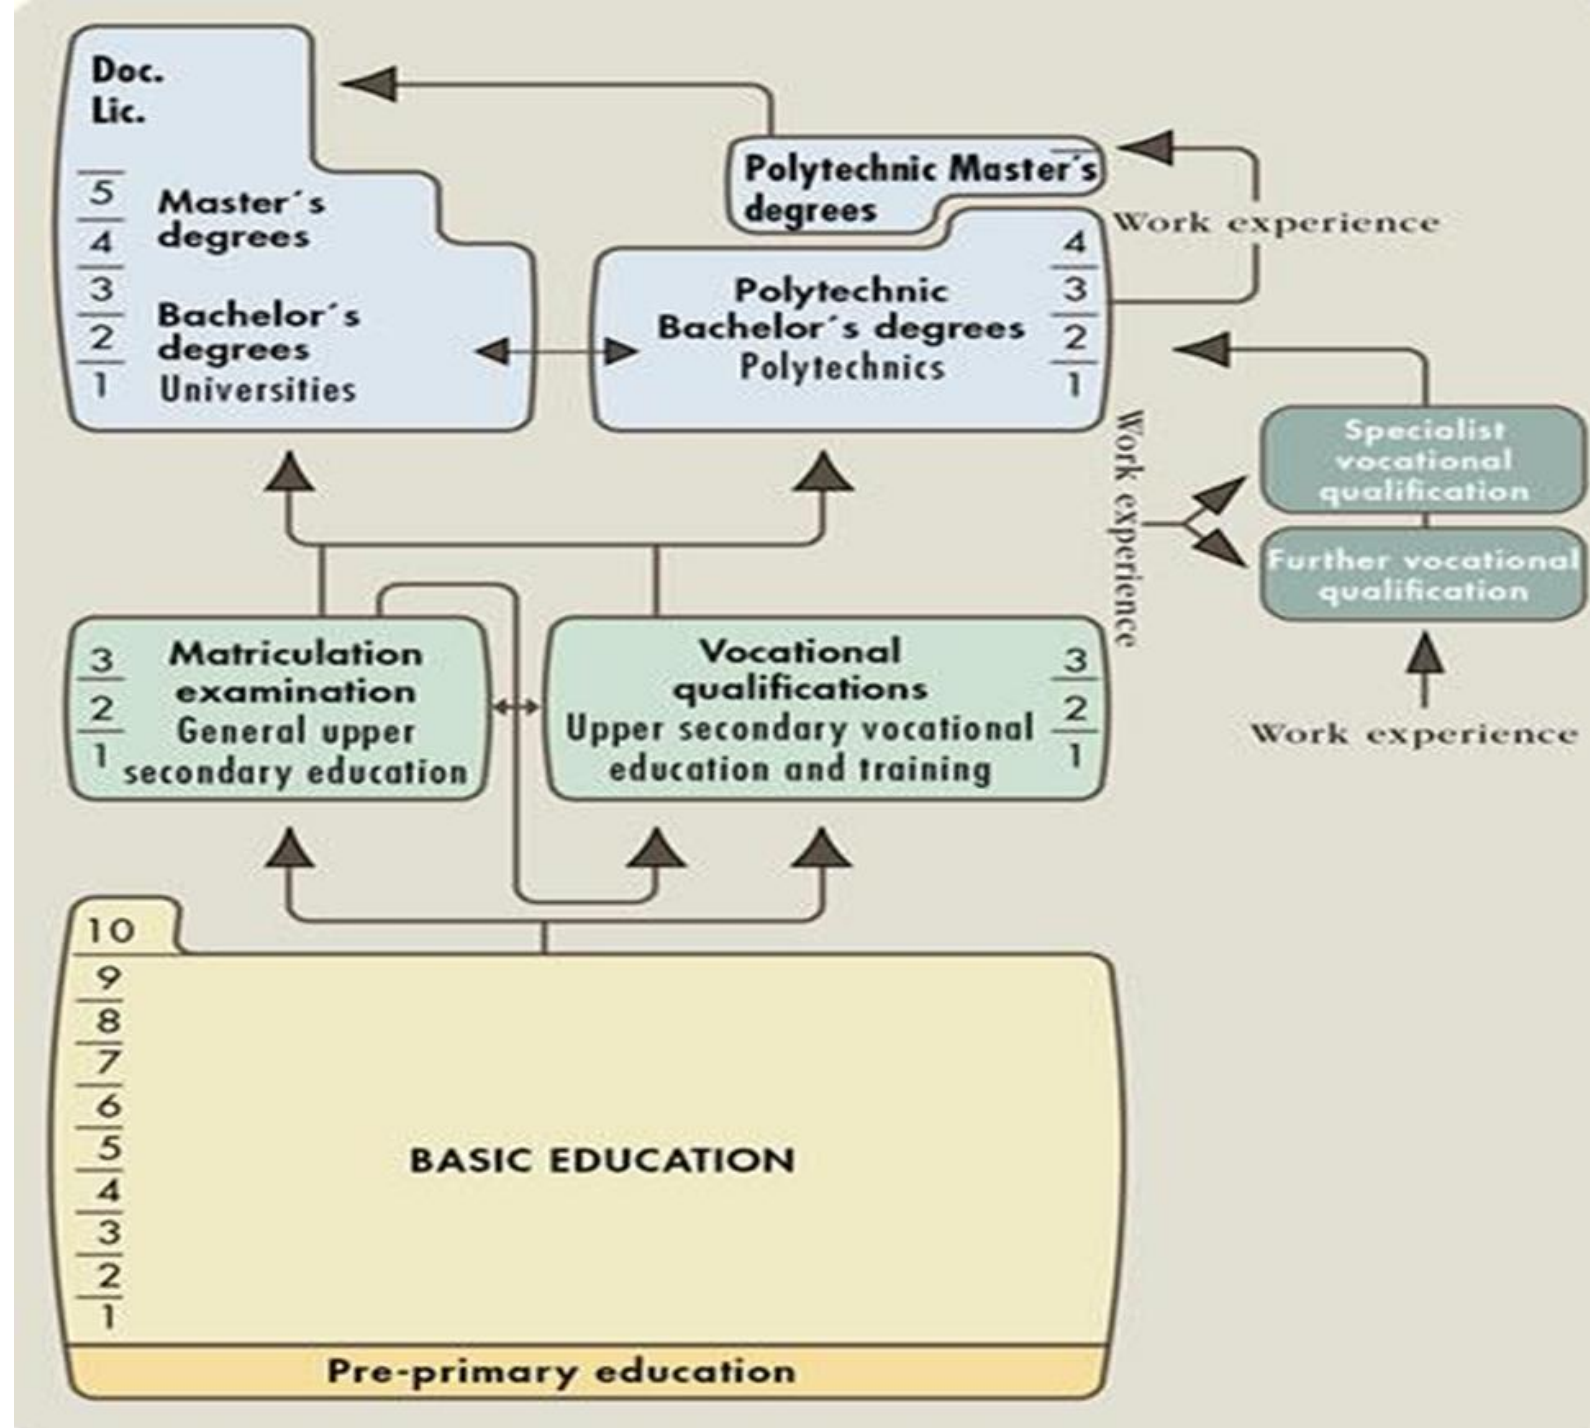 Doc.
Lic.
5
4
3
2
1
Master´s
degrees
Bachelor´s
degrees
Universities
Polytechnic Master´s
degrees
Polytechnic
Bachelor´s degrees
Polytechnics
4
3
2
1
Work experience
Specialist
vocational
qualification
Further vocational
qualification
Work experience
Work experience
3
2
1
Matriculation
examination
General upper
secondary education
Vocational
qualifications
Upper secondary vocational
education and training
3
2
1
10
9
8
7
6
5
4
3
2
1
BASIC EDUCATION
Pre-primary education